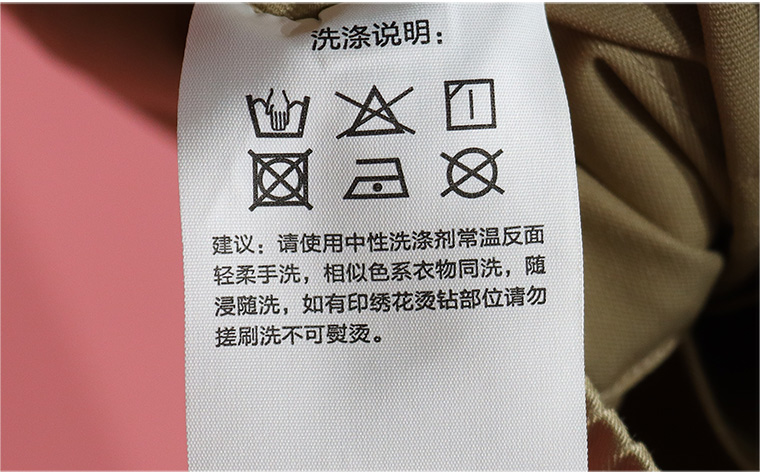 洗涤说明：
建议：请使用中性洗涤剂常温反面
轻柔手洗，相似色系衣物同洗，随
浸随洗，如有印绣花烫钻部位请勿
搓刷洗不可熨烫。